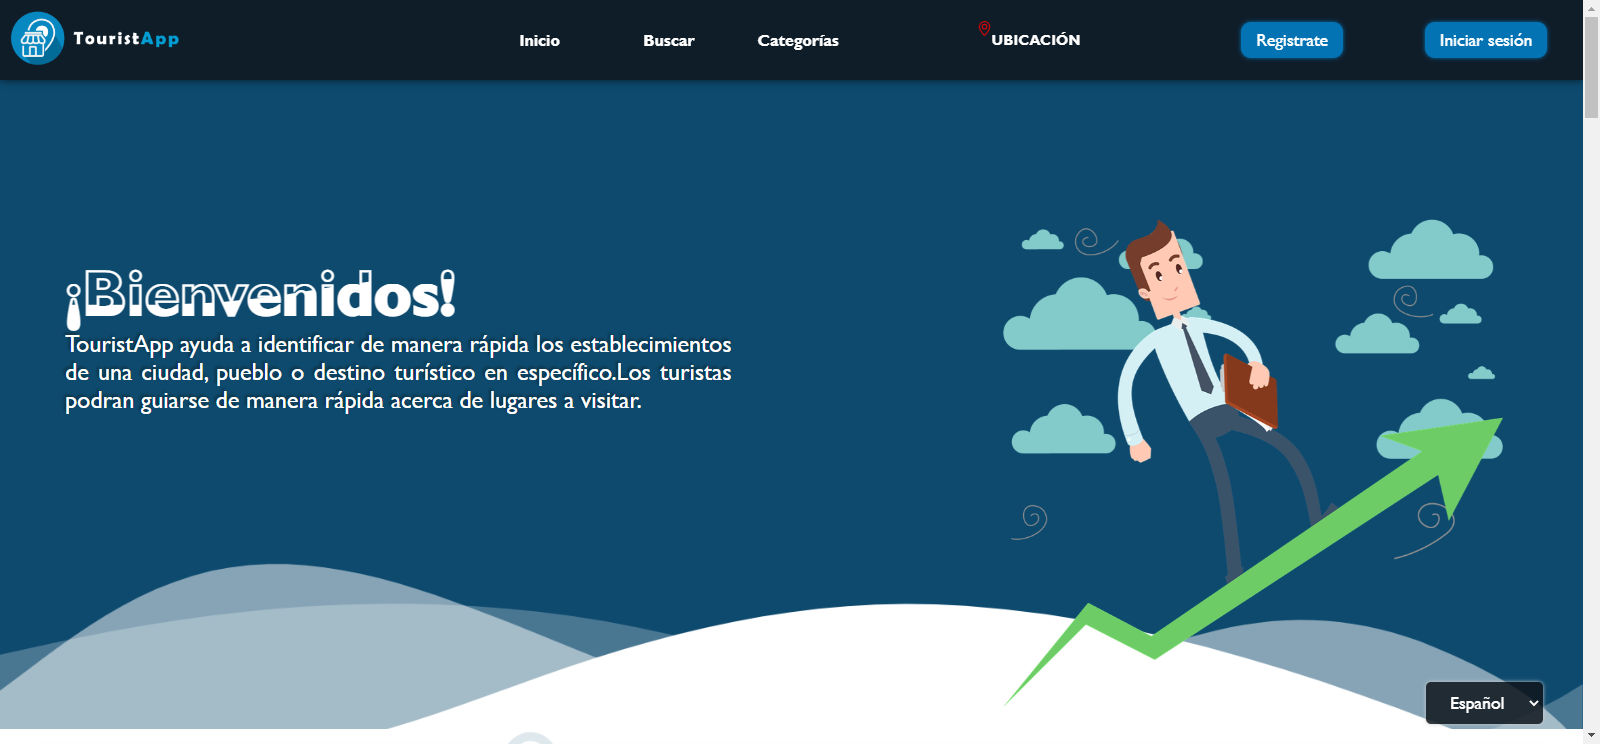 TouristApp
Inicio
Buscar
Categorías
UBICACIÓN
Registrate
Iniciar sesión
¡Bienvenidos!
TouristApp ayuda a identificar de manera rápida los establecimientos
de una ciudad, pueblo o destino turístico en específico.Los turistas
podran guiarse de manera rápida acerca de lugares a visitar.
Español